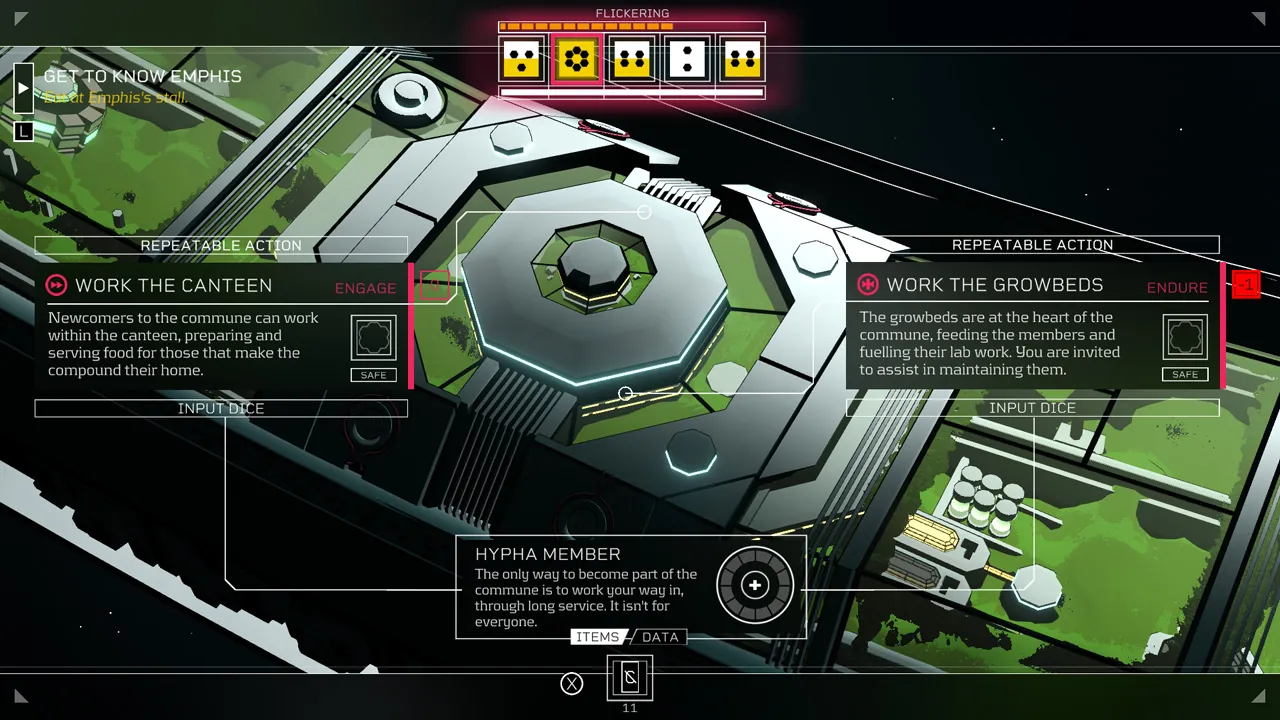 FLICKERING
GET TO KNOW EMPHIS
Eat at Emphis's stall.
L
REPEATABLE ACTION
WORK THE CANTEEN
ENGAGE
Newcomers to the commune can work
within the canteen, preparing and
serving food for those that make the
compound their home.
SAFE
INPUT DICE
REPEATABLE ACTION
WORK THE GROWBEDS
ENDURE
-1
The growbeds are at the heart of the
commune, feeding the members and
fuelling their lab work. You are invited
to assist in maintaining them.
SAFE
INPUT DICE
HYPHA MEMBER
The only way to become part of the
commune is to work your way in,
through long service. It isn't for
everyone.
ITEMS / DATA
X
11